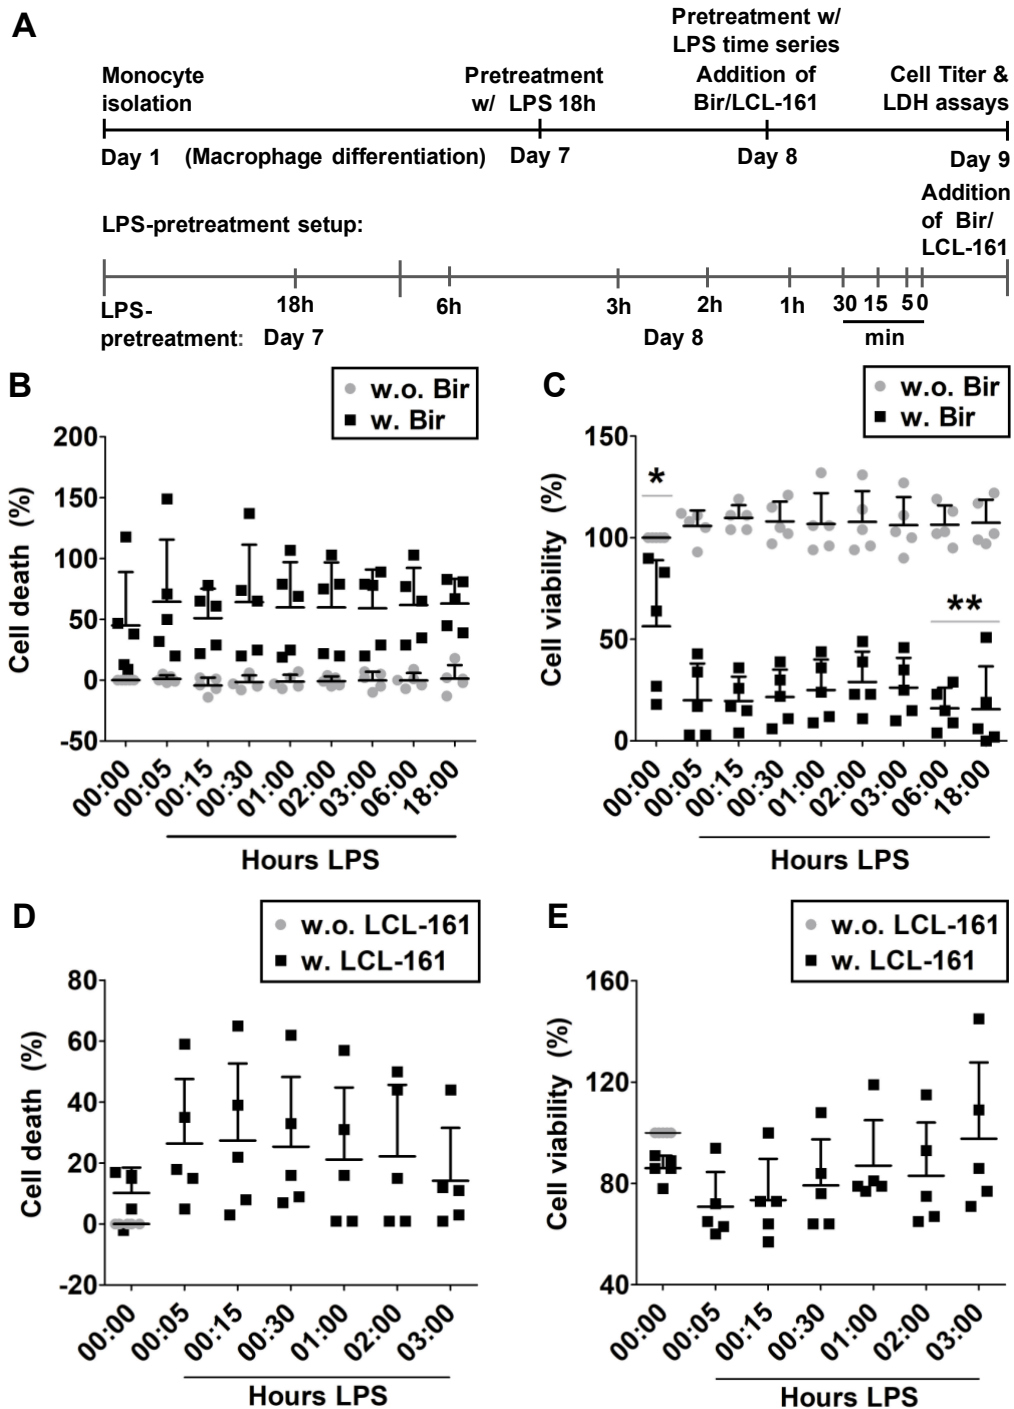 A
Pretreatment w/
LPS time series
Monocyte Pretreatment Addition of Cell Titer &
isolation w/ LPS 18h Bir/LCL-161 LDH assays
Day 1 (Macrophage differentiation) Day 7 Day 8 Day 9
Addition
of Bir/
LCL-161
LPS-pretreatment setup:
LPS-
pretreatment:
18h 6h 3h 2h 1h 30 15 5 0
Day 7 Day 8 min
B
w.o. Bir
w. Bir
Cell death (%)
200
150
100
50
0
-50
00:00 00:05 00:15 00:30 01:00 02:00 03:00 06:00 18:00
Hours LPS
C
w.o. Bir
w. Bir
Cell viability (%)
150
100
50
0
*
**
00:00 00:05 00:15 00:30 01:00 02:00 03:00 06:00 18:00
Hours LPS
D
w.o. LCL-161
w. LCL-161
Cell death (%)
80
60
40
20
0
-20
00:00 00:05 00:15 00:30 01:00 02:00 03:00
Hours LPS
E
w.o. LCL-161
w. LCL-161
Cell viability (%)
160
120
80
40
00:00 00:05 00:15 00:30 01:00 02:00 03:00
Hours LPS